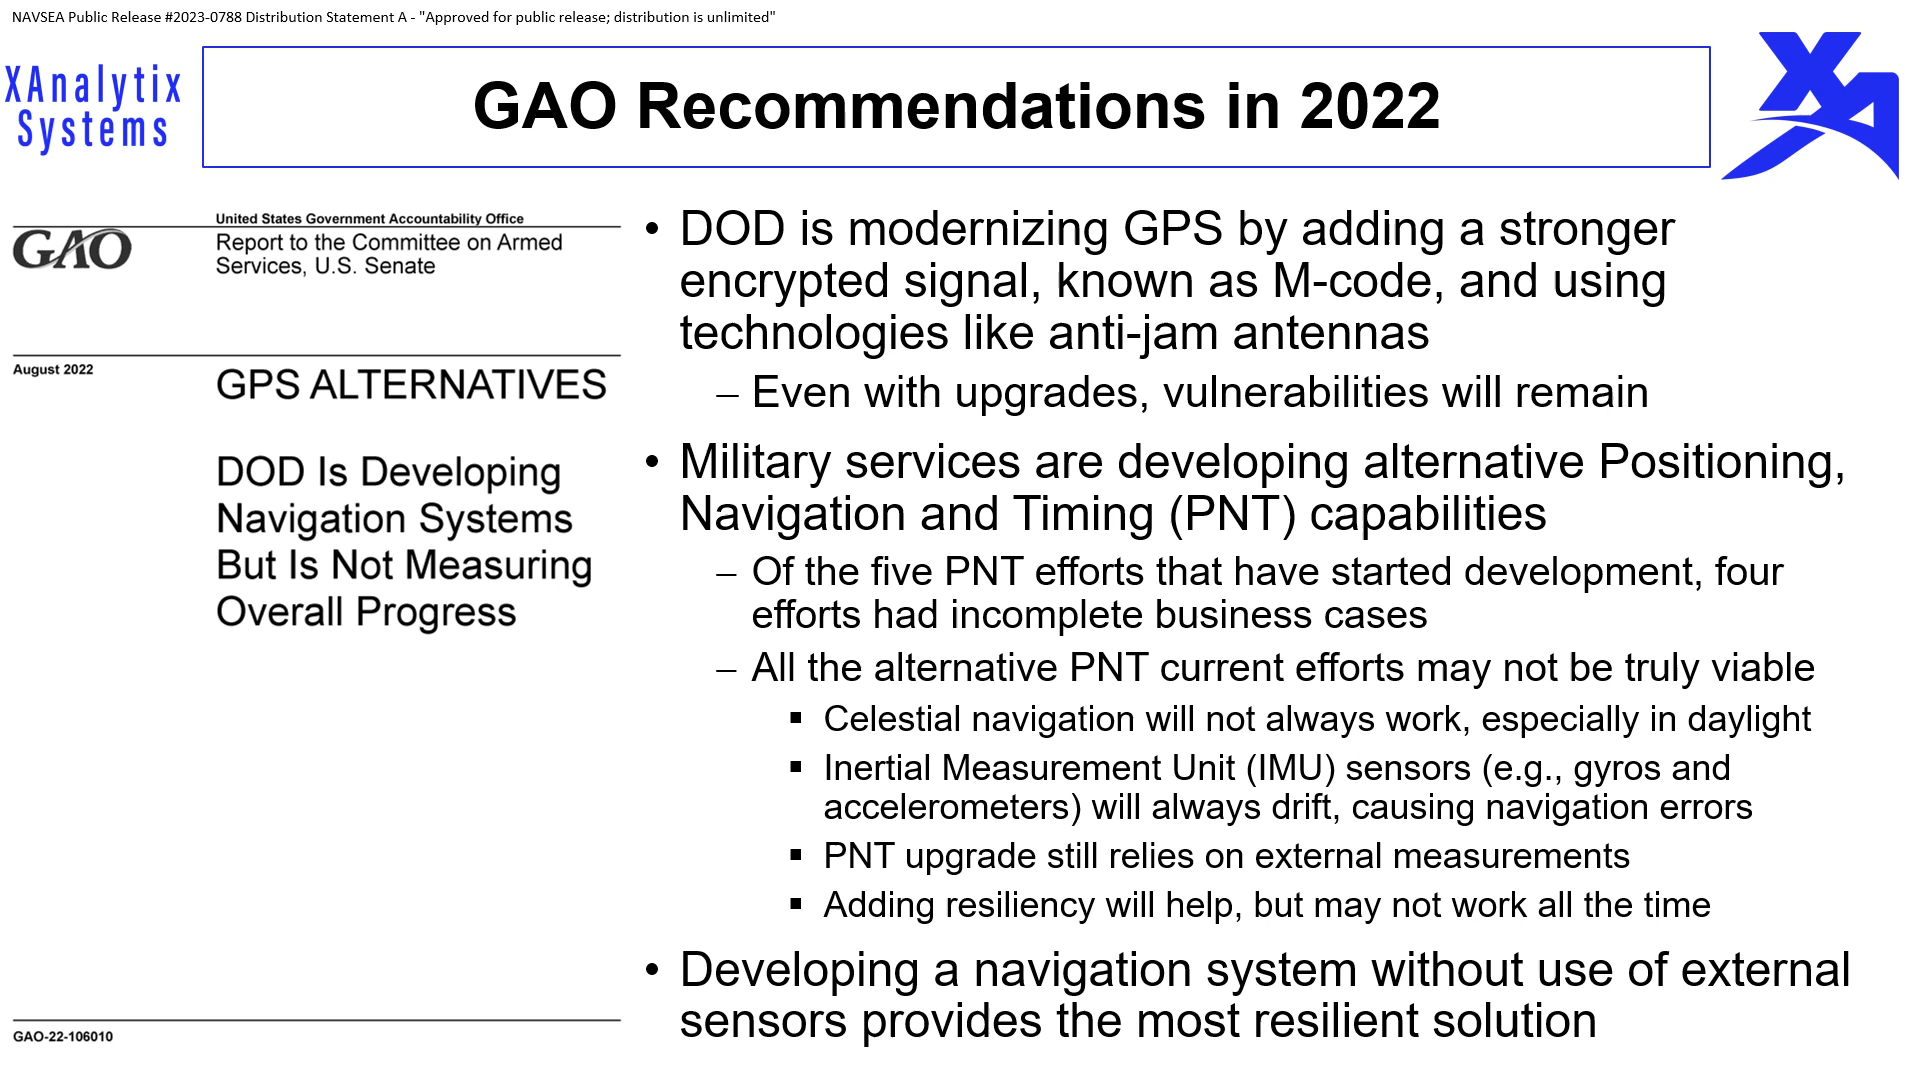 NAVSEA Public Release #2023-0788 Distribution Statement A - "Approved for public release; distribution is unlimited"
XAnalytix
Systems
GAO Recommendations in 2022
XA
United States Government Accountability Office
GAO
Report to the Committee on Armed
Services, U.S. Senate
August 2022
GPS ALTERNATIVES
DOD Is Developing
Navigation Systems
But Is Not Measuring
Overall Progress
GAO-22-106010
• DOD is modernizing GPS by adding a stronger
encrypted signal, known as M-code, and using
technologies like anti-jam antennas
– Even with upgrades, vulnerabilities will remain
• Military services are developing alternative Positioning,
Navigation and Timing (PNT) capabilities
– Of the five PNT efforts that have started development, four
efforts had incomplete business cases
– All the alternative PNT current efforts may not be truly viable
▪ Celestial navigation will not always work, especially in daylight
▪ Inertial Measurement Unit (IMU) sensors (e.g., gyros and
accelerometers) will always drift, causing navigation errors
▪ PNT upgrade still relies on external measurements
▪ Adding resiliency will help, but may not work all the time
• Developing a navigation system without use of external
sensors provides the most resilient solution